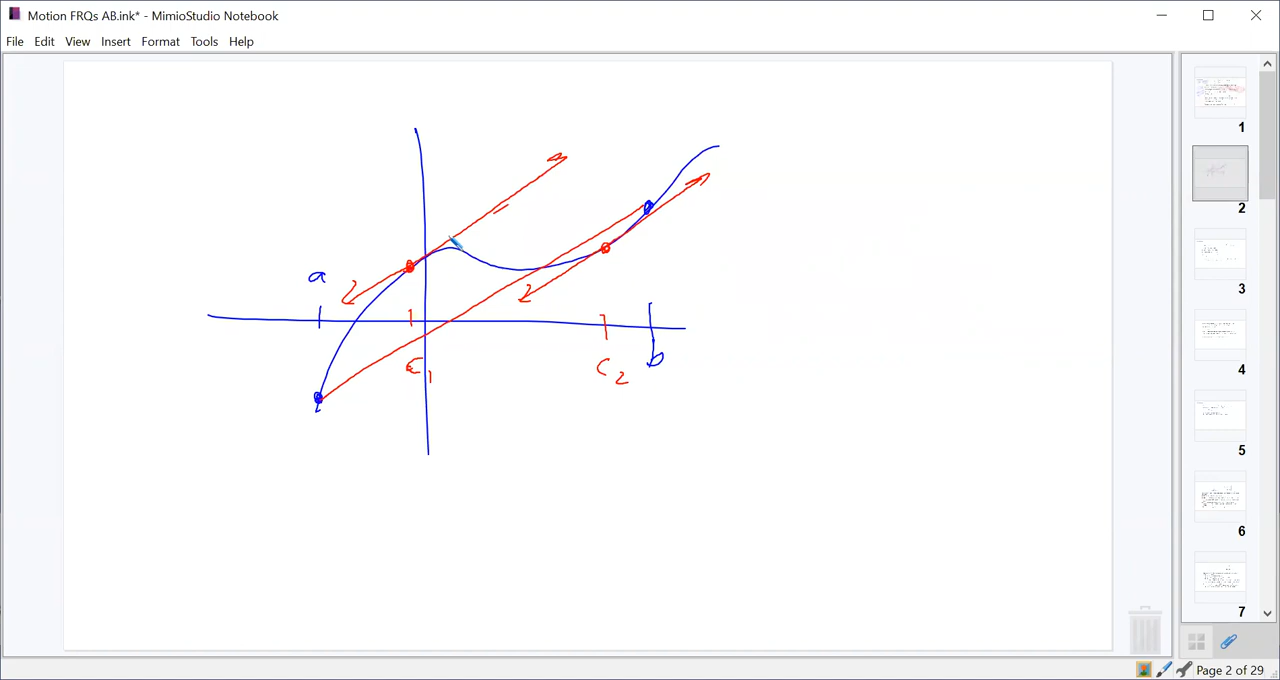 Motion FRQs AB.ink* - MimioStudio Notebook
File Edit View Insert Format Tools Help
a
c1
c2
b
1
2
3
4
5
6
7
Page 2 of 29